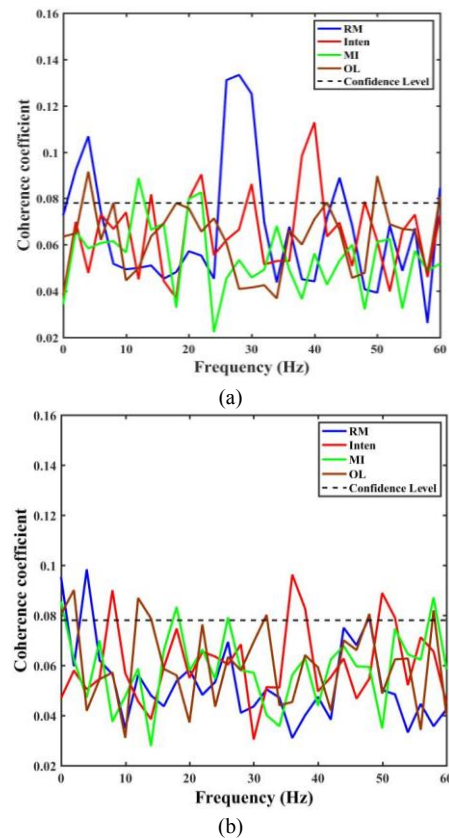 0.16
0.14
0.12
0.1
0.08
0.06
0.04
0.02
Coherence coefficient
RM
Inten
MI
OL
Confidence Level
0 10 20 30 40 50 60
Frequency (Hz)
(a)
0.16
0.14
0.12
0.1
0.08
0.06
0.04
0.02
Coherence coefficient
RM
Inten
MI
OL
Confidence Level
0 10 20 30 40 50 60
Frequency (Hz)
(b)